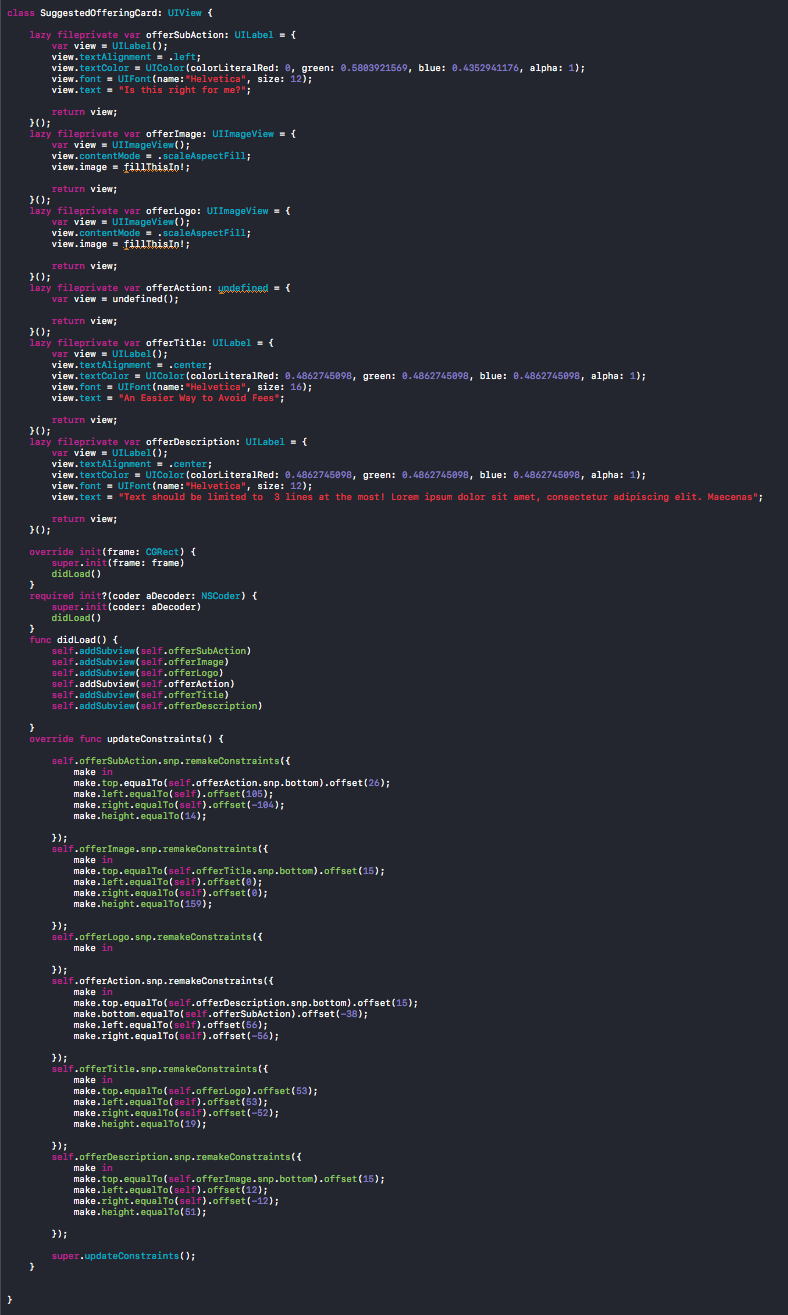 class SuggestedOfferingCard: UIView {
lazy fileprivate var offerSubAction: UILabel = {
var view = UILabel();
view.textAlignment = .left;
view.textColor = UIColor(colorLiteralRed: 0, green: 0.5803921569, blue: 0.4352941176, alpha: 1);
view.font = UIFont(name:"Helvetica", size: 12);
view.text = "Is this right for me?";
return view;
}();
lazy fileprivate var offerImage: UIImageView = {
var view = UIImageView();
view.contentMode = .scaleAspectFill;
view.image = fillThisIn!;
return view;
}();
lazy fileprivate var offerLogo: UIImageView = {
var view = UIImageView();
view.contentMode = .scaleAspectFill;
view.image = fillThisIn!;
return view;
}();
lazy fileprivate var offerAction: undefined = {
var view = undefined();
return view;
}();
lazy fileprivate var offerTitle: UILabel = {
var view = UILabel();
view.textAlignment = .center;
view.textColor = UIColor(colorLiteralRed: 0.4862745098, green: 0.4862745098, blue: 0.4862745098, alpha: 1);
view.font = UIFont(name:"Helvetica", size: 16);
view.text = "An Easier Way to Avoid Fees";
return view;
}();
lazy fileprivate var offerDescription: UILabel = {
var view = UILabel();
view.textAlignment = .center;
view.textColor = UIColor(colorLiteralRed: 0.4862745098, green: 0.4862745098, blue: 0.4862745098, alpha: 1);
view.font = UIFont(name:"Helvetica", size: 12);
view.text = "Text should be limited to  3 lines at the most! Lorem ipsum dolor sit amet, consectetur adipiscing elit. Maecenas";
return view;
}();
override init(frame: CGRect) {
super.init(frame: frame)
didLoad()
}
required init?(coder aDecoder: NSCoder) {
super.init(coder: aDecoder)
didLoad()
}
func didLoad() {
self.addSubview(self.offerSubAction)
self.addSubview(self.offerImage)
self.addSubview(self.offerLogo)
self.addSubview(self.offerAction)
self.addSubview(self.offerTitle)
self.addSubview(self.offerDescription)
}
override func updateConstraints() {
self.offerSubAction.snp.remakeConstraints({
make in
make.top.equalTo(self.offerAction.snp.bottom).offset(26);
make.left.equalTo(self).offset(105);
make.right.equalTo(self).offset(-104);
make.height.equalTo(14);
});
self.offerImage.snp.remakeConstraints({
make in
make.top.equalTo(self.offerTitle.snp.bottom).offset(15);
make.left.equalTo(self).offset(0);
make.right.equalTo(self).offset(0);
make.height.equalTo(159);
});
self.offerLogo.snp.remakeConstraints({
make in
});
self.offerAction.snp.remakeConstraints({
make in
make.top.equalTo(self.offerDescription.snp.bottom).offset(15);
make.bottom.equalTo(self.offerSubAction).offset(-38);
make.left.equalTo(self).offset(56);
make.right.equalTo(self).offset(-56);
});
self.offerTitle.snp.remakeConstraints({
make in
make.top.equalTo(self.offerLogo).offset(53);
make.left.equalTo(self).offset(53);
make.right.equalTo(self).offset(-52);
make.height.equalTo(19);
});
self.offerDescription.snp.remakeConstraints({
make in
make.top.equalTo(self.offerImage.snp.bottom).offset(15);
make.left.equalTo(self).offset(12);
make.right.equalTo(self).offset(-12);
make.height.equalTo(51);
});
super.updateConstraints();
}
}